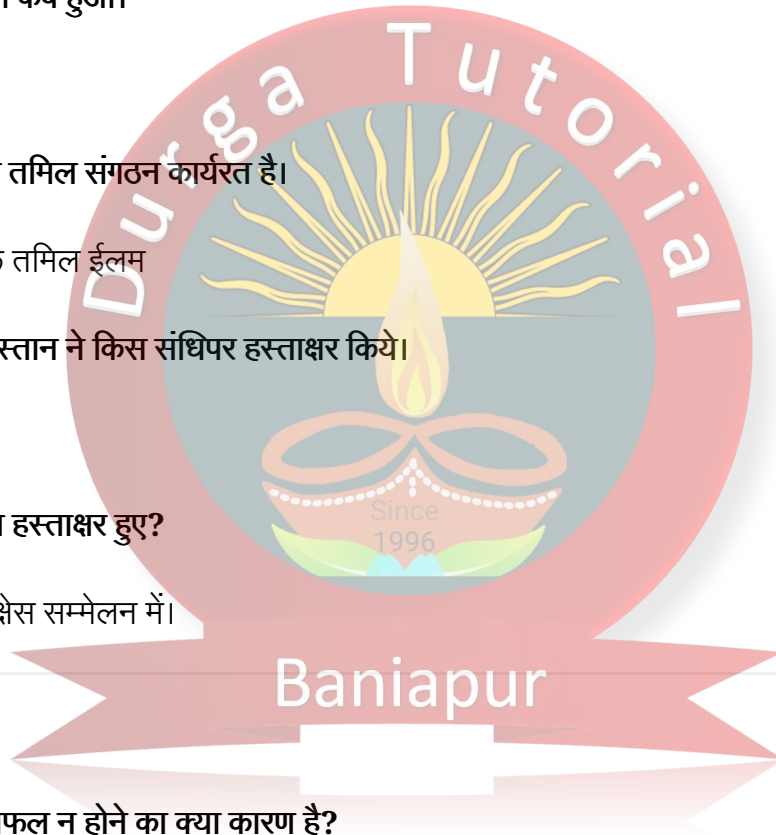 कब हुआ।
Durga Tutorial
तमिल संगठन कार्यरत है।
तमिल ईलम
स्तान ने किस संधिपर हस्ताक्षर किये।
हस्ताक्षर हुए?
Since
1996
क्षेस सम्मेलन में।
Baniapur
फल न होने का क्या कारण है?